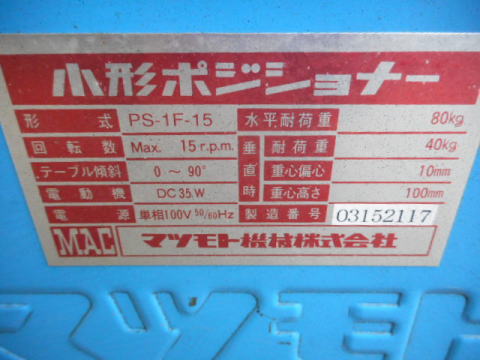 小形ポジショナー
形式 PS-1F-15 水平耐荷重 80kg
回転数 Max. 15 r.p.m. 垂直時 耐荷重 40kg
テーブル傾斜 0 ～ 90° 重心偏心 10mm
電動機 DC 35.W 重心高さ 100mm
電源 単相100V 50/60Hz 製造番号 03152117
MAC マツモト機械株式会社
マツモト